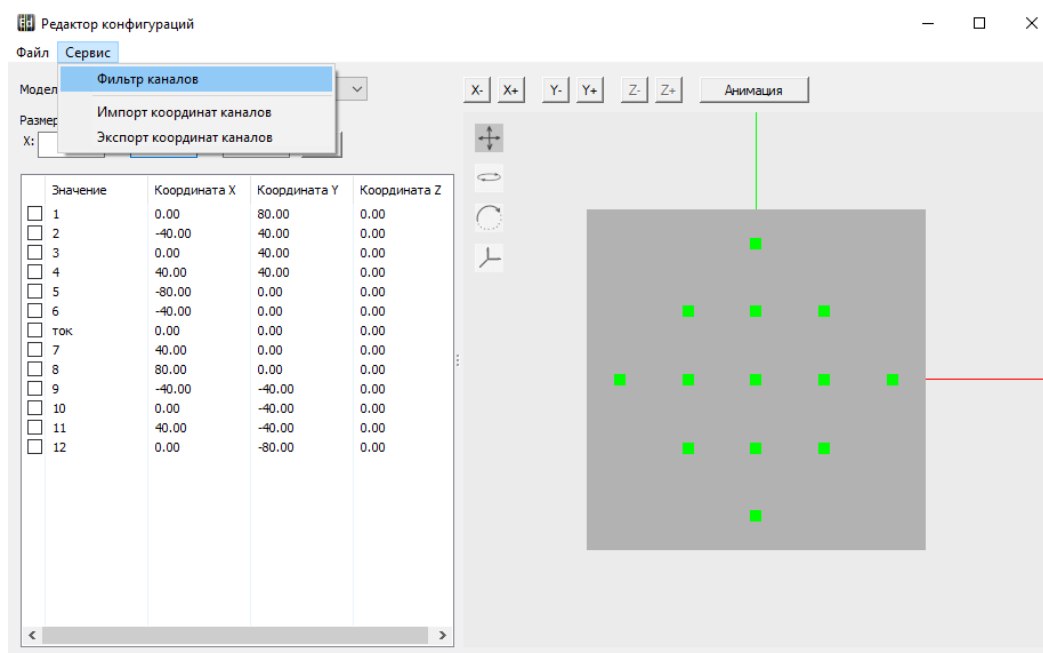 Ed Редактор конфигураций
Файл Сервис
Фильтр каналов
Импорт координат каналов
Экспорт координат каналов
Модел
Размер
X:
X- X+ Y- Y+ Z- Z+ Анимация
Значение Координата X Координата Y Координата Z
1 0.00 80.00 0.00
2 -40.00 40.00 0.00
3 0.00 40.00 0.00
4 40.00 40.00 0.00
5 -80.00 0.00 0.00
6 -40.00 0.00 0.00
ток 0.00 0.00 0.00
7 40.00 0.00 0.00
8 80.00 0.00 0.00
9 -40.00 -40.00 0.00
10 0.00 -40.00 0.00
11 40.00 -40.00 0.00
12 0.00 -80.00 0.00